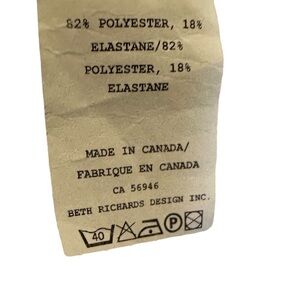 82% POLYESTER, 18%
ELASTANE/82%
POLYESTER, 18%
ELASTANE
MADE IN CANADA/
FABRIQUE EN CANADA
CA 56946
BETH RICHARDS DESIGN INC.
40 P